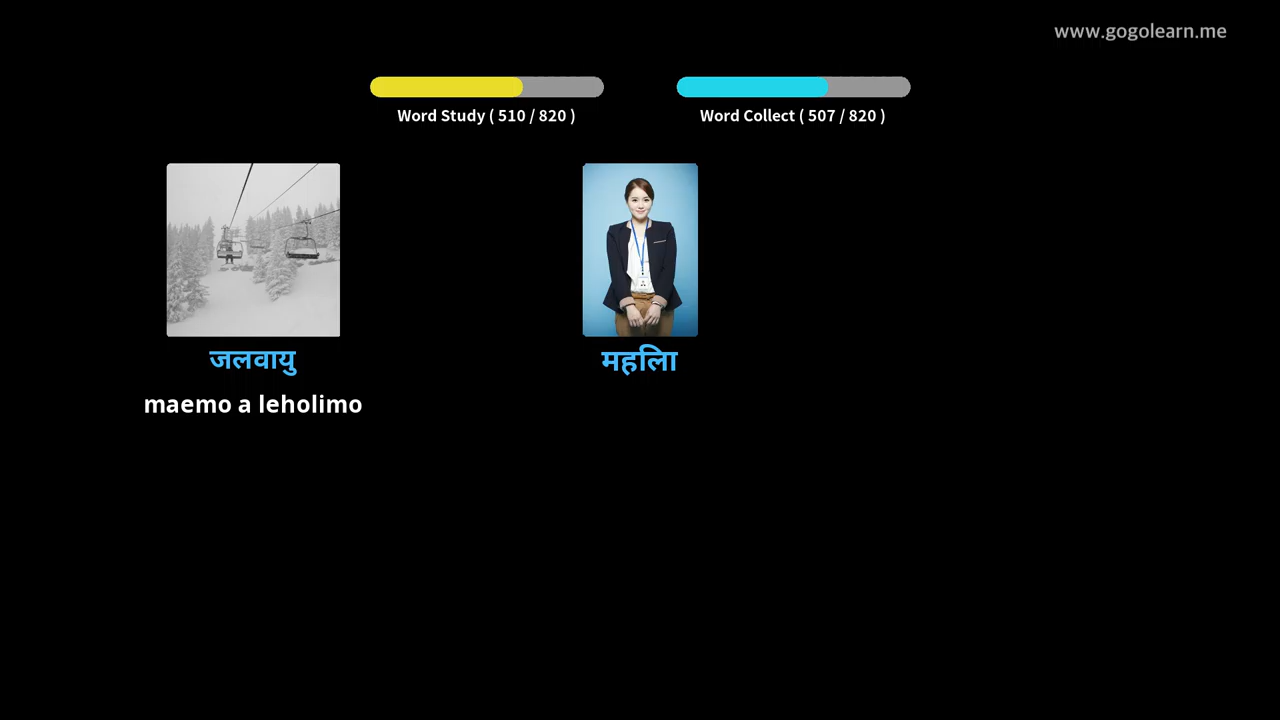 www.gogolearn.me
Word Study ( 510 / 820 )
Word Collect ( 507 / 820 )
जलवायु
महिला
maemo a leholimo